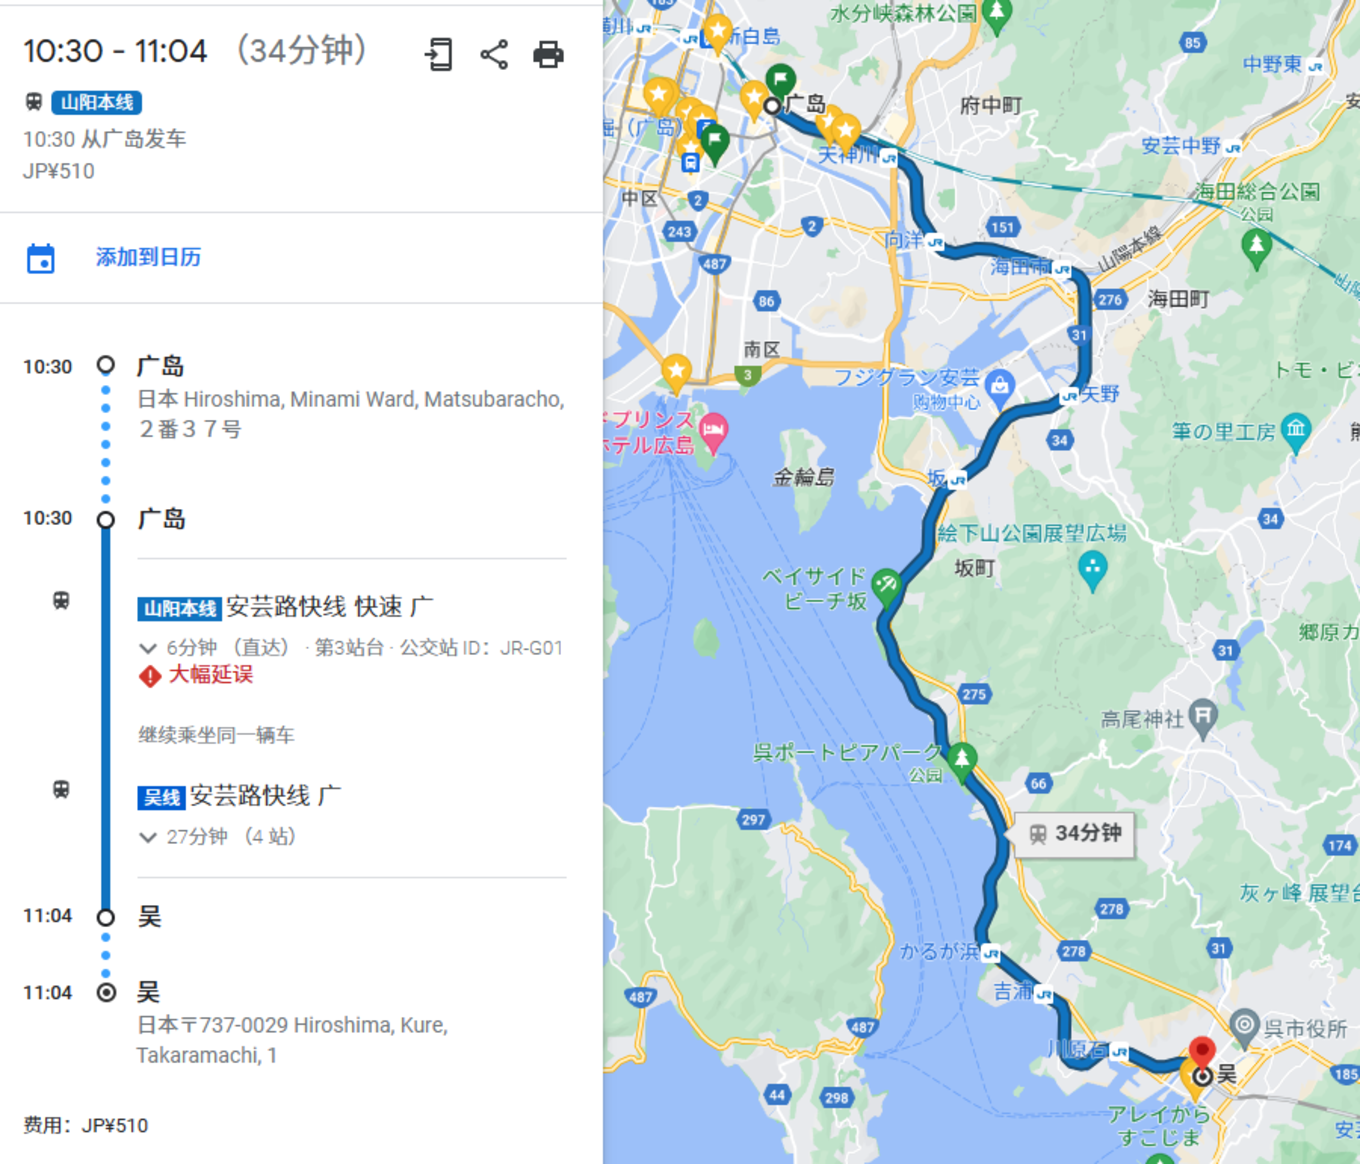 10:30 - 11:04 （34分钟）
山阳本线
10:30 从广岛发车
JP¥510
添加到日历
10:30 广岛
日本 Hiroshima, Minami Ward, Matsubaracho,
２番３７号
10:30 广岛
山阳本线 安芸路快线 快速 广
6分钟 （直达） · 第3站台 · 公交站 ID： JR-G01
大幅延误
继续乘坐同一辆车
吴线 安芸路快线 广
27分钟 （4 站）
11:04 吴
11:04 吴
日本〒737-0029 Hiroshima, Kure,
Takaramachi, 1
费用： JP¥510
水分峡森林公園
新白島
85
中野東
广岛
府中町
（広島）
天神川
安芸中野
中区
2
海田総合公園
公园
243
2
向洋
151
山陽本線
487
海田市
86
276
海田町
31
南区
3
フジグラン安芸
购物中心
矢野
トモ・ビ
プリンス
ホテル広島
34
筆の里工房
金輪島
坂
34
絵下山公園展望広場
坂町
ベイサイド
ビーチ坂
郷原カ
31
275
高尾神社
呉ポートピアパーク
公园
66
297
34分钟
174
灰ヶ峰 展望台
278
かるが浜
278
31
487
吉浦
487
呉市役所
川原石
吴
185
44
298
アレイから
すこじま